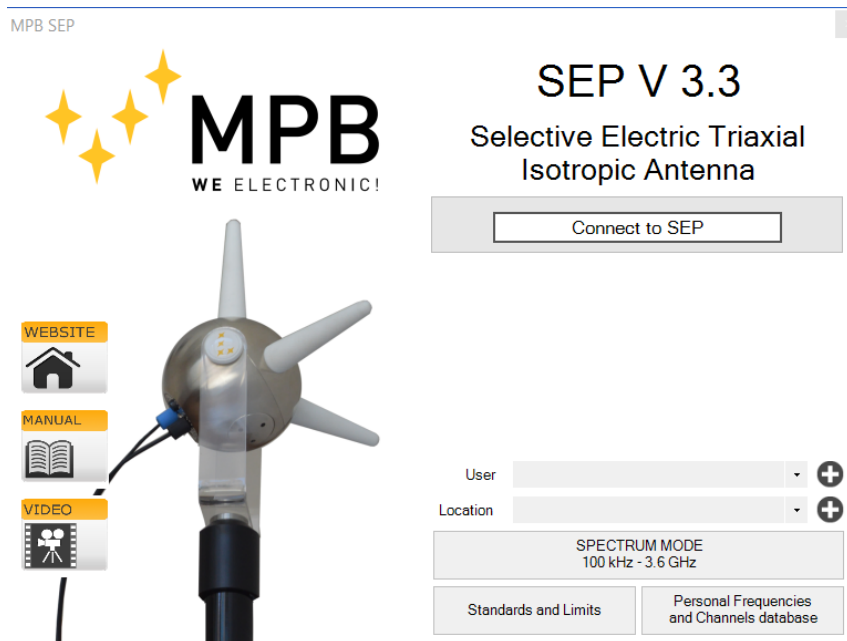 MPB SEP
MPB
WE ELECTRONIC!
SEP V 3.3
Selective Electric Triaxial
Isotropic Antenna
Connect to SEP
WEBSITE
MANUAL
VIDEO
User
Location
SPECTRUM MODE
100 kHz - 3.6 GHz
Standards and Limits
Personal Frequencies
and Channels database